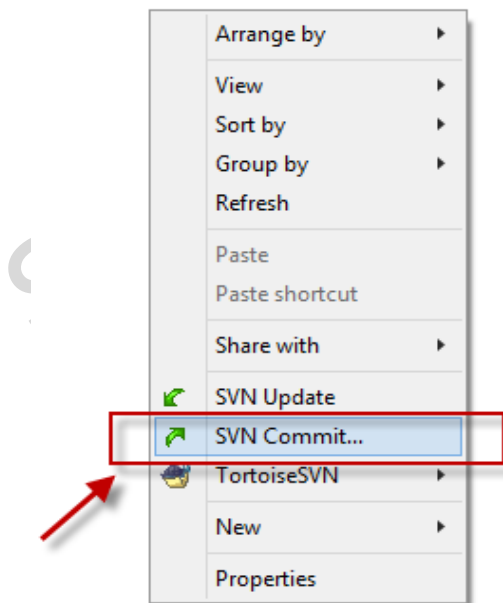 Arrange by
View
Sort by
Group by
Refresh
Paste
Paste shortcut
Share with
SVN Update
SVN Commit...
TortoiseSVN
New
Properties